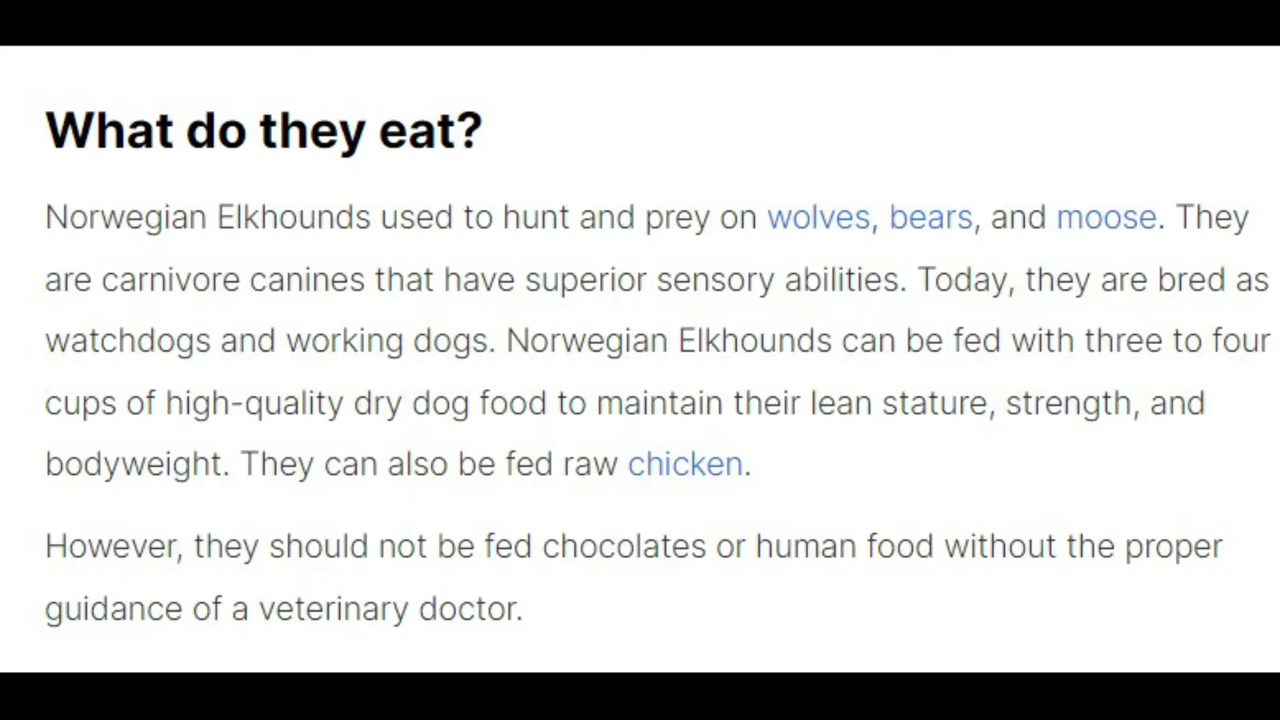 What do they eat?
Norwegian Elkhounds used to hunt and prey on wolves, bears, and moose. They
are carnivore canines that have superior sensory abilities. Today, they are bred as
watchdogs and working dogs. Norwegian Elkhounds can be fed with three to four
cups of high-quality dry dog food to maintain their lean stature, strength, and
bodyweight. They can also be fed raw chicken.
However, they should not be fed chocolates or human food without the proper
guidance of a veterinary doctor.